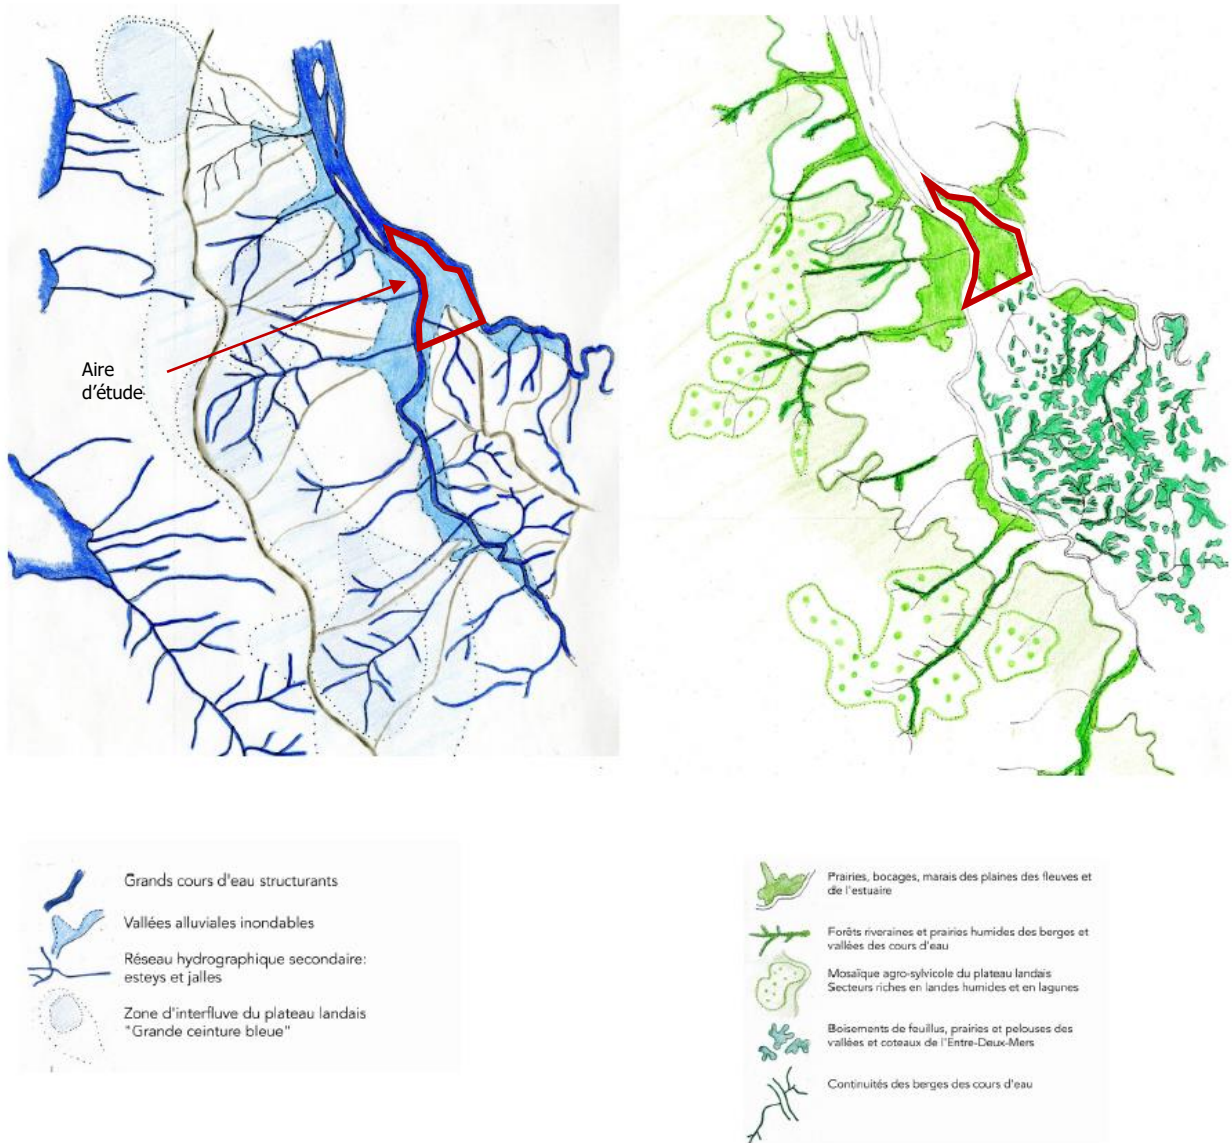 Aire
d'étude
Grands cours d'eau structurants
Vallées alluviales inondables
Réseau hydrographique secondaire:
esteys et jalles
Zone d'interfluve du plateau landais
"Grande ceinture bleue"
Prairies, bocages, marais des plaines des fleuves et
de l'estuaire
Forêts riveraines et prairies humides des berges et
vallées des cours d'eau
Mosaïque agro-sylvicole du plateau landais
Secteurs riches en landes humides et en lagunes
Boisements de feuillus, prairies et pelouses des
vallées et coteaux de l'Entre-Deux-Mers
Continuités des berges des cours d'eau